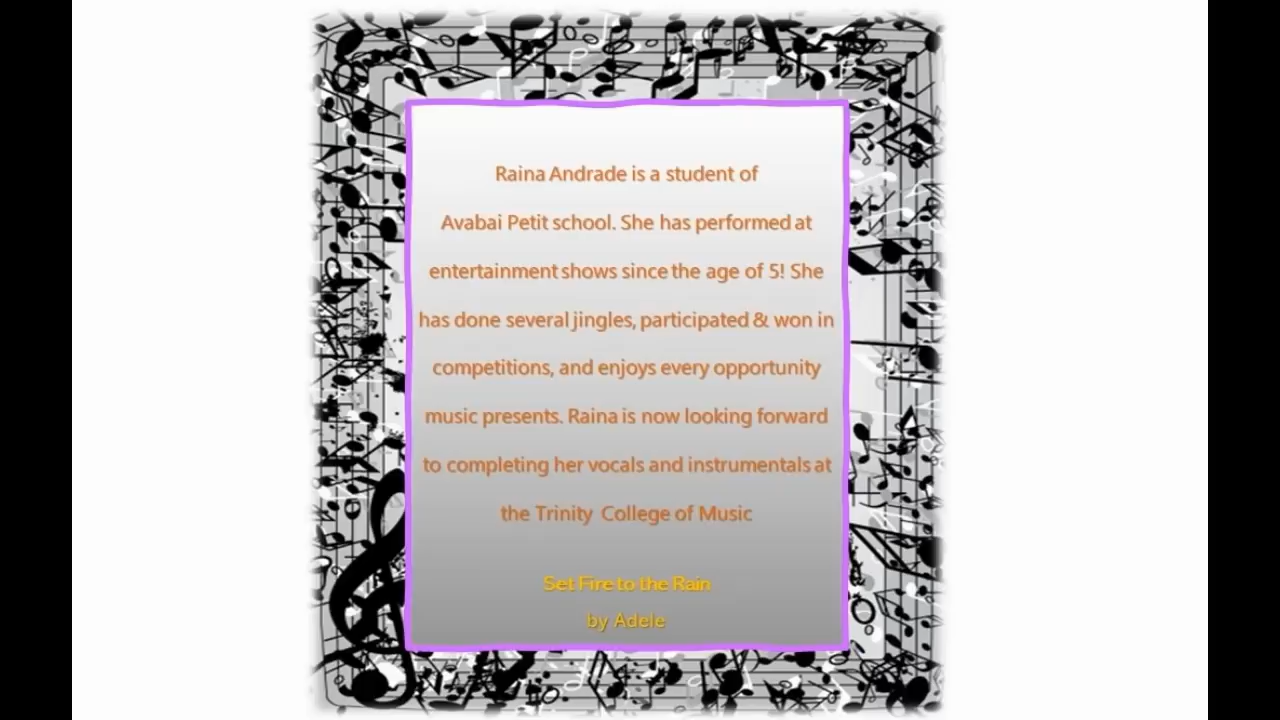 Raina Andrade is a student of
Avabai Petit school. She has performed at
entertainment shows since the age of 5! She
has done several jingles, participated & won in
competitions, and enjoys every opportunity
music presents. Raina is now looking forward
to completing her vocals and instrumentals at
the Trinity College of Music
Set Fire to the Rain
by Adele